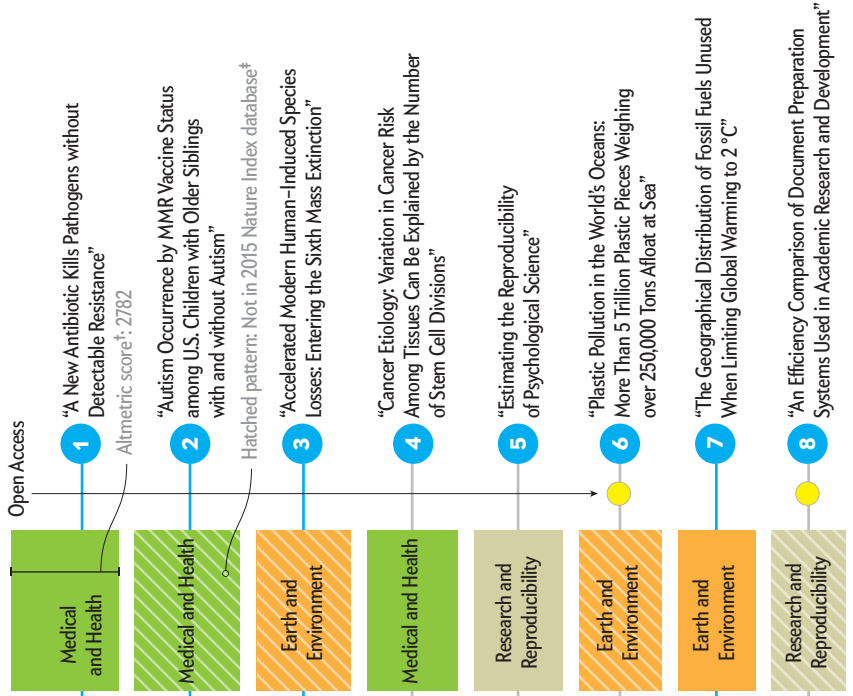 Open Access
Medical
and Health
1
“A New Antibiotic Kills Pathogens without
Detectable Resistance”
Altmetric score†: 2782
Medical and Health
2
“Autism Occurrence by MMR Vaccine Status
among U.S. Children with Older Siblings
with and without Autism”
Hatched pattern: Not in 2015 Nature Index database‡
Earth and
Environment
3
“Accelerated Modern Human–Induced Species
Losses: Entering the Sixth Mass Extinction”
Medical and Health
4
“Cancer Etiology: Variation in Cancer Risk
Among Tissues Can Be Explained by the Number
of Stem Cell Divisions”
Research and
Reproducibility
5
“Estimating the Reproducibility
of Psychological Science”
Earth and
Environment
6
“Plastic Pollution in the World’s Oceans:
More Than 5 Trillion Plastic Pieces Weighing
over 250,000 Tons Afloat at Sea”
Earth and
Environment
7
“The Geographical Distribution of Fossil Fuels Unused
When Limiting Global Warming to 2 °C”
Research and
Reproducibility
8
“An Efficiency Comparison of Document Preparation
Systems Used in Academic Research and Development”